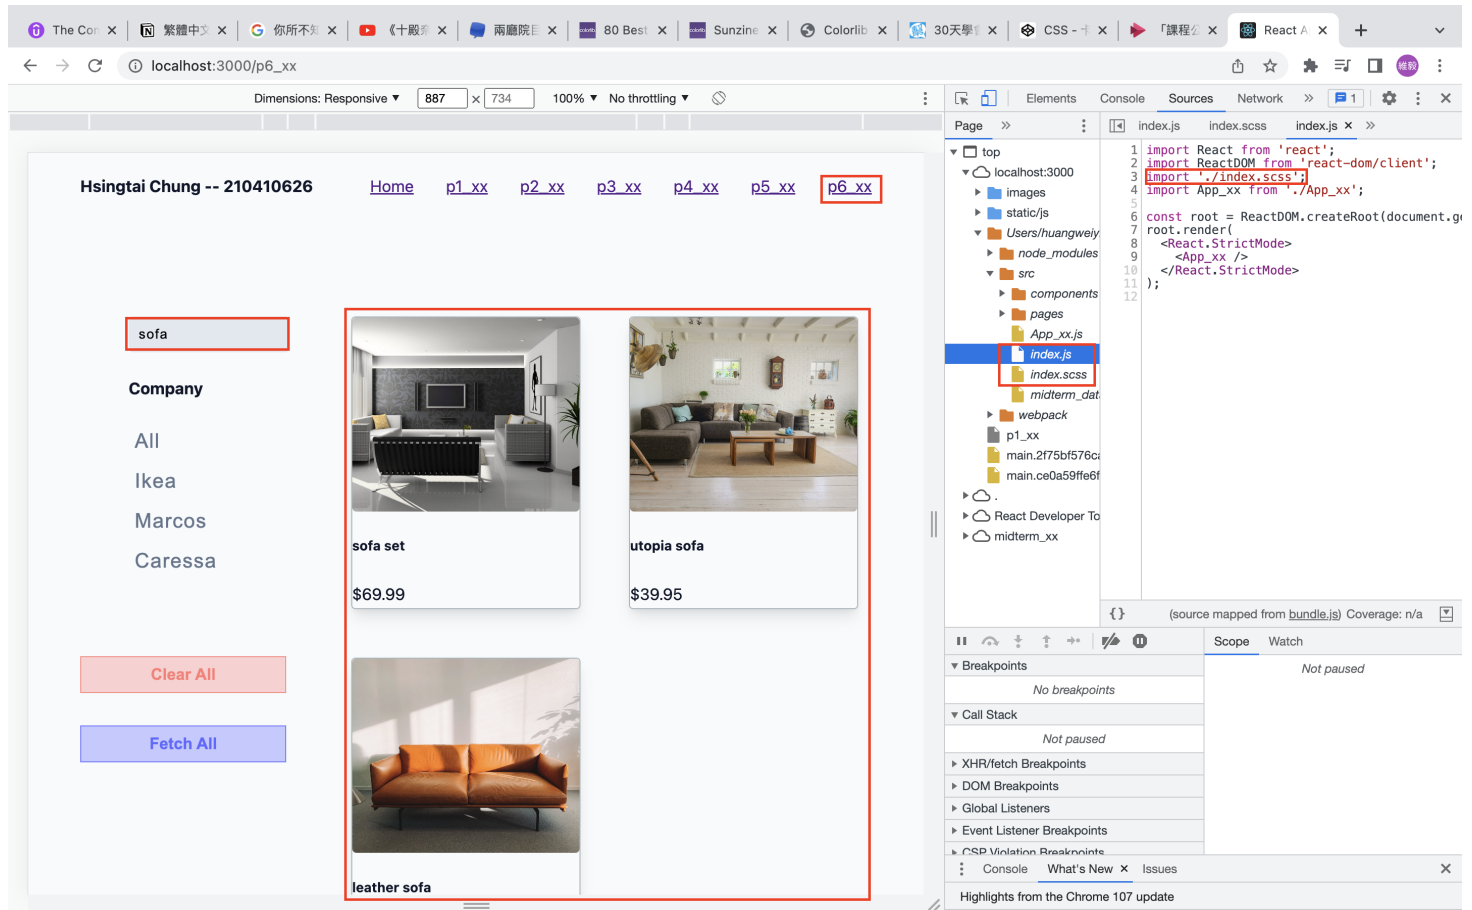 The Con
繁體中文
你所不知
《十殿
兩廳院
80 Best
Sunzine
Colorlib
30天學
CSS -
「課程
React A
localhost:3000/p6_xx
Dimensions: Responsive 887 × 734 100% No throttling
Elements Console Sources Network 1
Page index.js index.scss index.js
Hsingtai Chung -- 210410626 Home p1_xx p2_xx p3_xx p4_xx p5_xx p6_xx
sofa
Company
All
Ikea
Marcos
Caressa
Clear All
Fetch All
sofa set
$69.99
utopia sofa
$39.95
leather sofa
top
localhost:3000
images
static/js
Users/huangweiy
node_modules
src
components
pages
App_xx.js
index.js
index.scss
midterm_dat
webpack
p1_xx
main.2f75bf576ca
main.ce0a59ffe6f
.
React Developer To
midterm_xx
1 import React from 'react';
2 import ReactDOM from 'react-dom/client';
3 import './index.scss';
4 import App_xx from './App_xx';
5
6 const root = ReactDOM.createRoot(document.ge
7 root.render(
8 <React.StrictMode>
9 <App_xx />
10 </React.StrictMode>
11 );
12
{} (source mapped from bundle.js) Coverage: n/a
Scope Watch
Not paused
Breakpoints
No breakpoints
Call Stack
Not paused
XHR/fetch Breakpoints
DOM Breakpoints
Global Listeners
Event Listener Breakpoints
CSP Violation Breakpoints
Console What's New Issues
Highlights from the Chrome 107 update